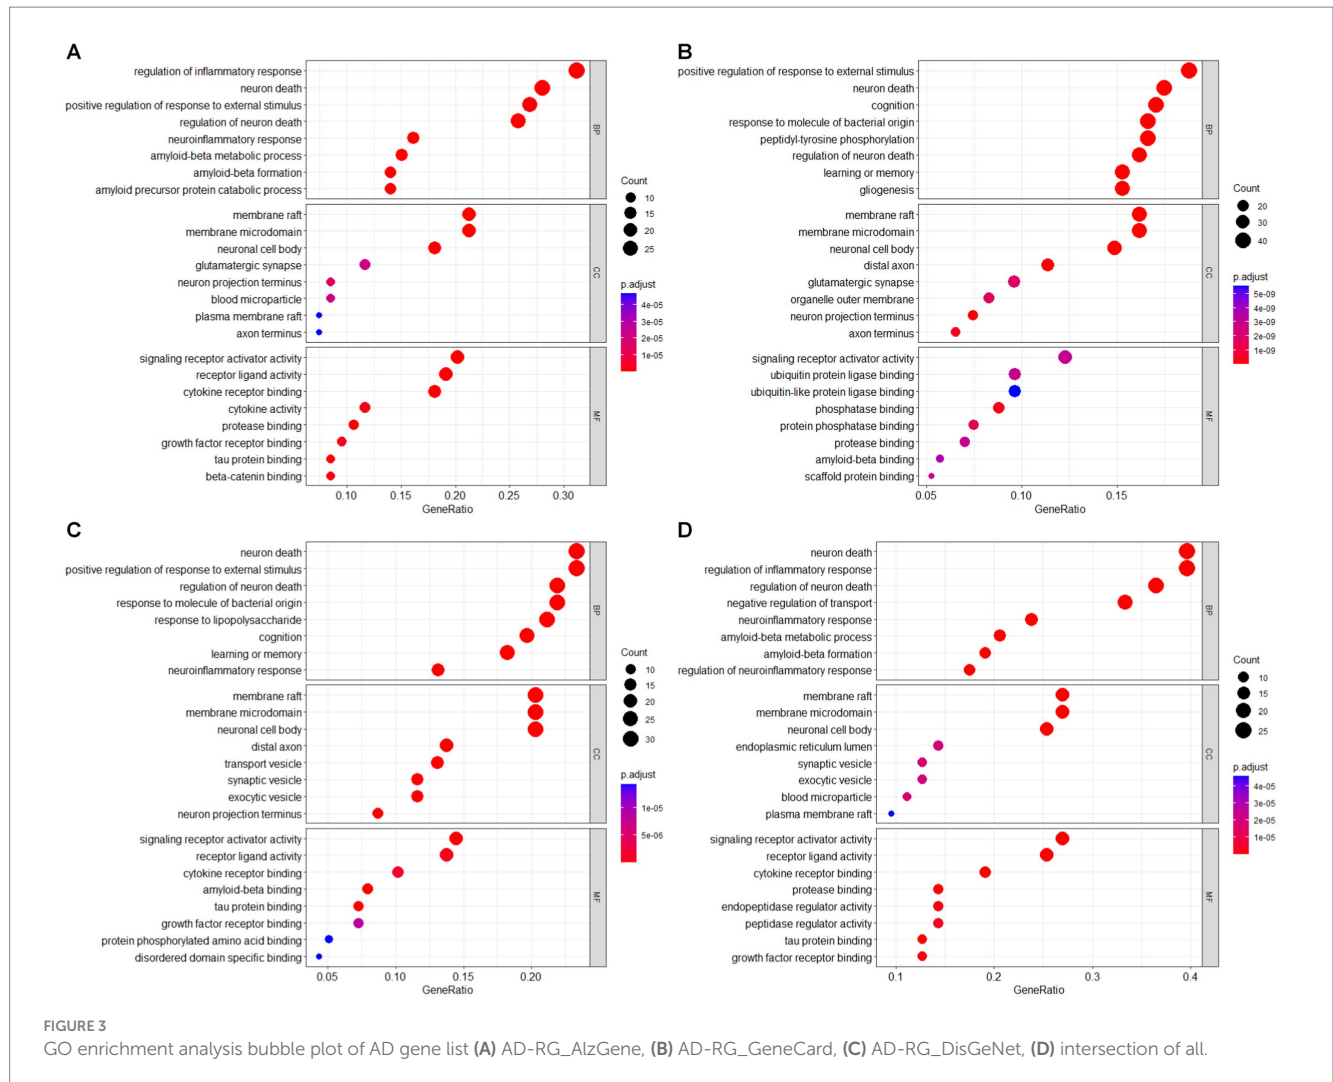 A
regulation of inflammatory response
neuron death
positive regulation of response to external stimulus
regulation of neuron death
neuroinflammatory response
amyloid-beta metabolic process
amyloid-beta formation
amyloid precursor protein catabolic process
BP
membrane raft
membrane microdomain
neuronal cell body
glutamatergic synapse
neuron projection terminus
blood microparticle
plasma membrane raft
axon terminus
CC
signaling receptor activator activity
receptor ligand activity
cytokine receptor binding
cytokine activity
protease binding
growth factor receptor binding
tau protein binding
beta-catenin binding
MF
0.10 0.15 0.20 0.25 0.30
GeneRatio
Count
10
15
20
25
p.adjust
4e-05
3e-05
2e-05
1e-05
B
positive regulation of response to external stimulus
neuron death
cognition
response to molecule of bacterial origin
peptidyl-tyrosine phosphorylation
regulation of neuron death
learning or memory
gliogenesis
BP
membrane raft
membrane microdomain
neuronal cell body
distal axon
glutamatergic synapse
organelle outer membrane
neuron projection terminus
axon terminus
CC
signaling receptor activator activity
ubiquitin protein ligase binding
ubiquitin-like protein ligase binding
phosphatase binding
protein phosphatase binding
protease binding
amyloid-beta binding
scaffold protein binding
MF
0.05 0.10 0.15
GeneRatio
Count
20
30
40
p.adjust
5e-09
4e-09
3e-09
2e-09
1e-09
C
neuron death
positive regulation of response to external stimulus
regulation of neuron death
response to molecule of bacterial origin
response to lipopolysaccharide
cognition
learning or memory
neuroinflammatory response
BP
membrane raft
membrane microdomain
neuronal cell body
distal axon
transport vesicle
synaptic vesicle
exocytic vesicle
neuron projection terminus
CC
signaling receptor activator activity
receptor ligand activity
cytokine receptor binding
amyloid-beta binding
tau protein binding
growth factor receptor binding
protein phosphorylated amino acid binding
disordered domain specific binding
MF
0.05 0.10 0.15 0.20
GeneRatio
Count
10
15
20
25
30
p.adjust
1e-05
5e-06
D
neuron death
regulation of inflammatory response
regulation of neuron death
negative regulation of transport
neuroinflammatory response
amyloid-beta metabolic process
amyloid-beta formation
regulation of neuroinflammatory response
BP
membrane raft
membrane microdomain
neuronal cell body
endoplasmic reticulum lumen
synaptic vesicle
exocytic vesicle
blood microparticle
plasma membrane raft
CC
signaling receptor activator activity
receptor ligand activity
cytokine receptor binding
protease binding
endopeptidase regulator activity
peptidase regulator activity
tau protein binding
growth factor receptor binding
MF
0.1 0.2 0.3 0.4
GeneRatio
Count
10
15
20
25
p.adjust
4e-05
3e-05
2e-05
1e-05
FIGURE 3
GO enrichment analysis bubble plot of AD gene list (A) AD-RG_AlzGene, (B) AD-RG_GeneCard, (C) AD-RG_DisGeNet, (D) intersection of all.